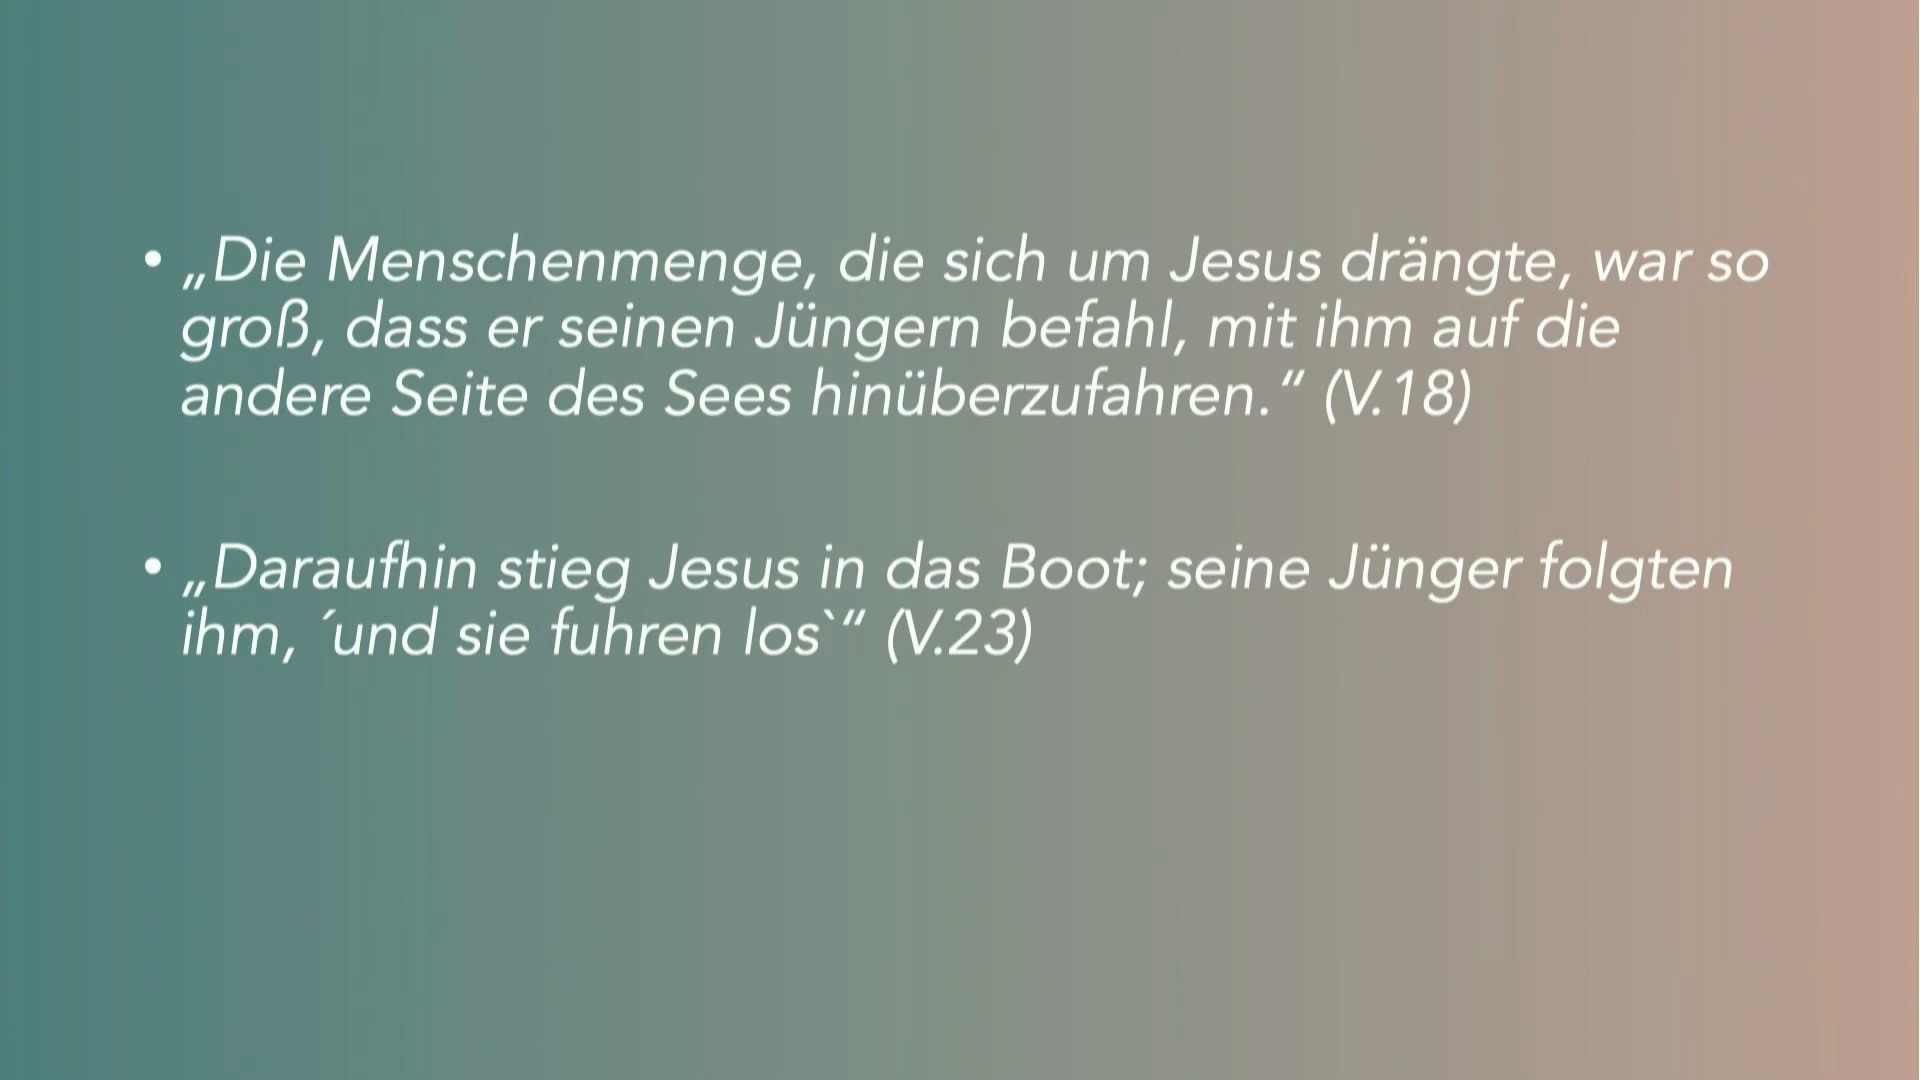 • „Die Menschenmenge, die sich um Jesus drängte, war so
groß, dass er seinen Jüngern befahl, mit ihm auf die
andere Seite des Sees hinüberzufahren.“ (V.18)
• „Daraufhin stieg Jesus in das Boot; seine Jünger folgten
ihm, ´und sie fuhren los`“ (V.23)